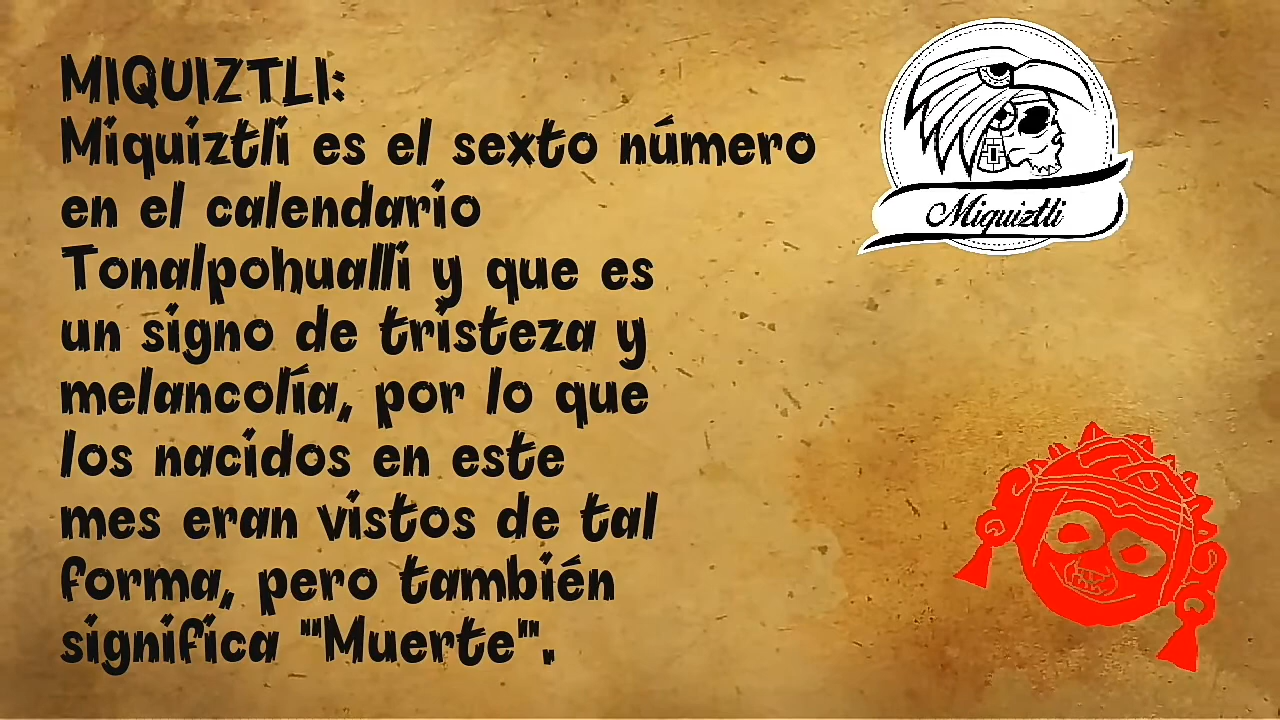 MIQUIZTLI:
Miquiztli es el sexto número
en el calendario
Tonalpohualli y que es
un signo de tristeza y
melancolía, por lo que
los nacidos en este
mes eran vistos de tal
forma, pero también
significa ""Muerte"".
Miquiztli